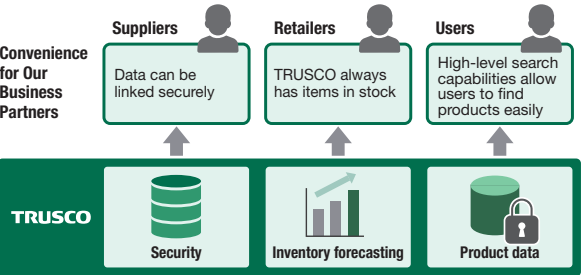 Suppliers
Retailers
Users
Convenience
for Our
Business
Partners
Data can be
linked securely
TRUSCO always
has items in stock
High-level search
capabilities allow
users to find
products easily
TRUSCO
Security
Inventory forecasting
Product data